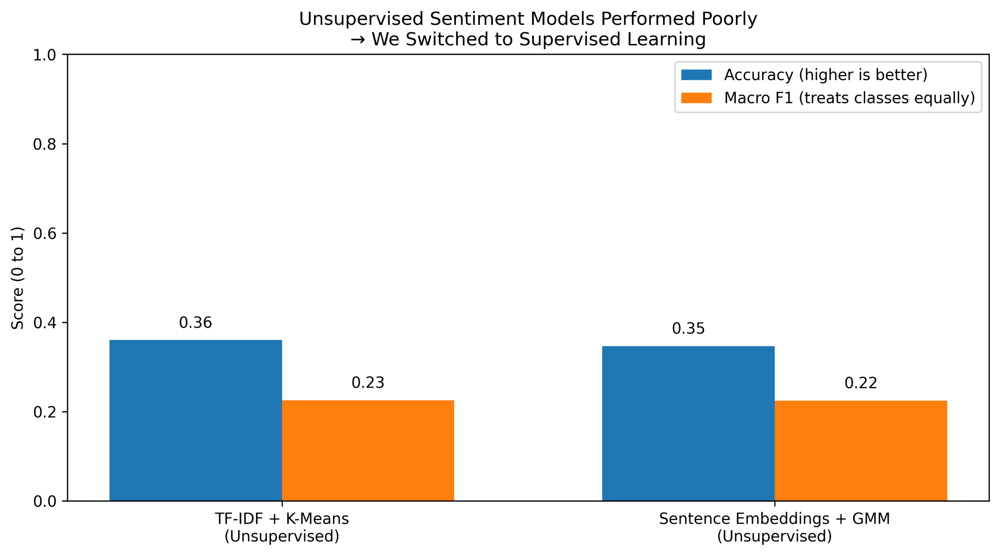 Unsupervised Sentiment Models Performed Poorly
→ We Switched to Supervised Learning
Accuracy (higher is better)
Macro F1 (treats classes equally)
Score (0 to 1)
1.0
0.8
0.6
0.4
0.2
0.0
0.36
0.23
0.35
0.22
TF-IDF + K-Means
(Unsupervised)
Sentence Embeddings + GMM
(Unsupervised)